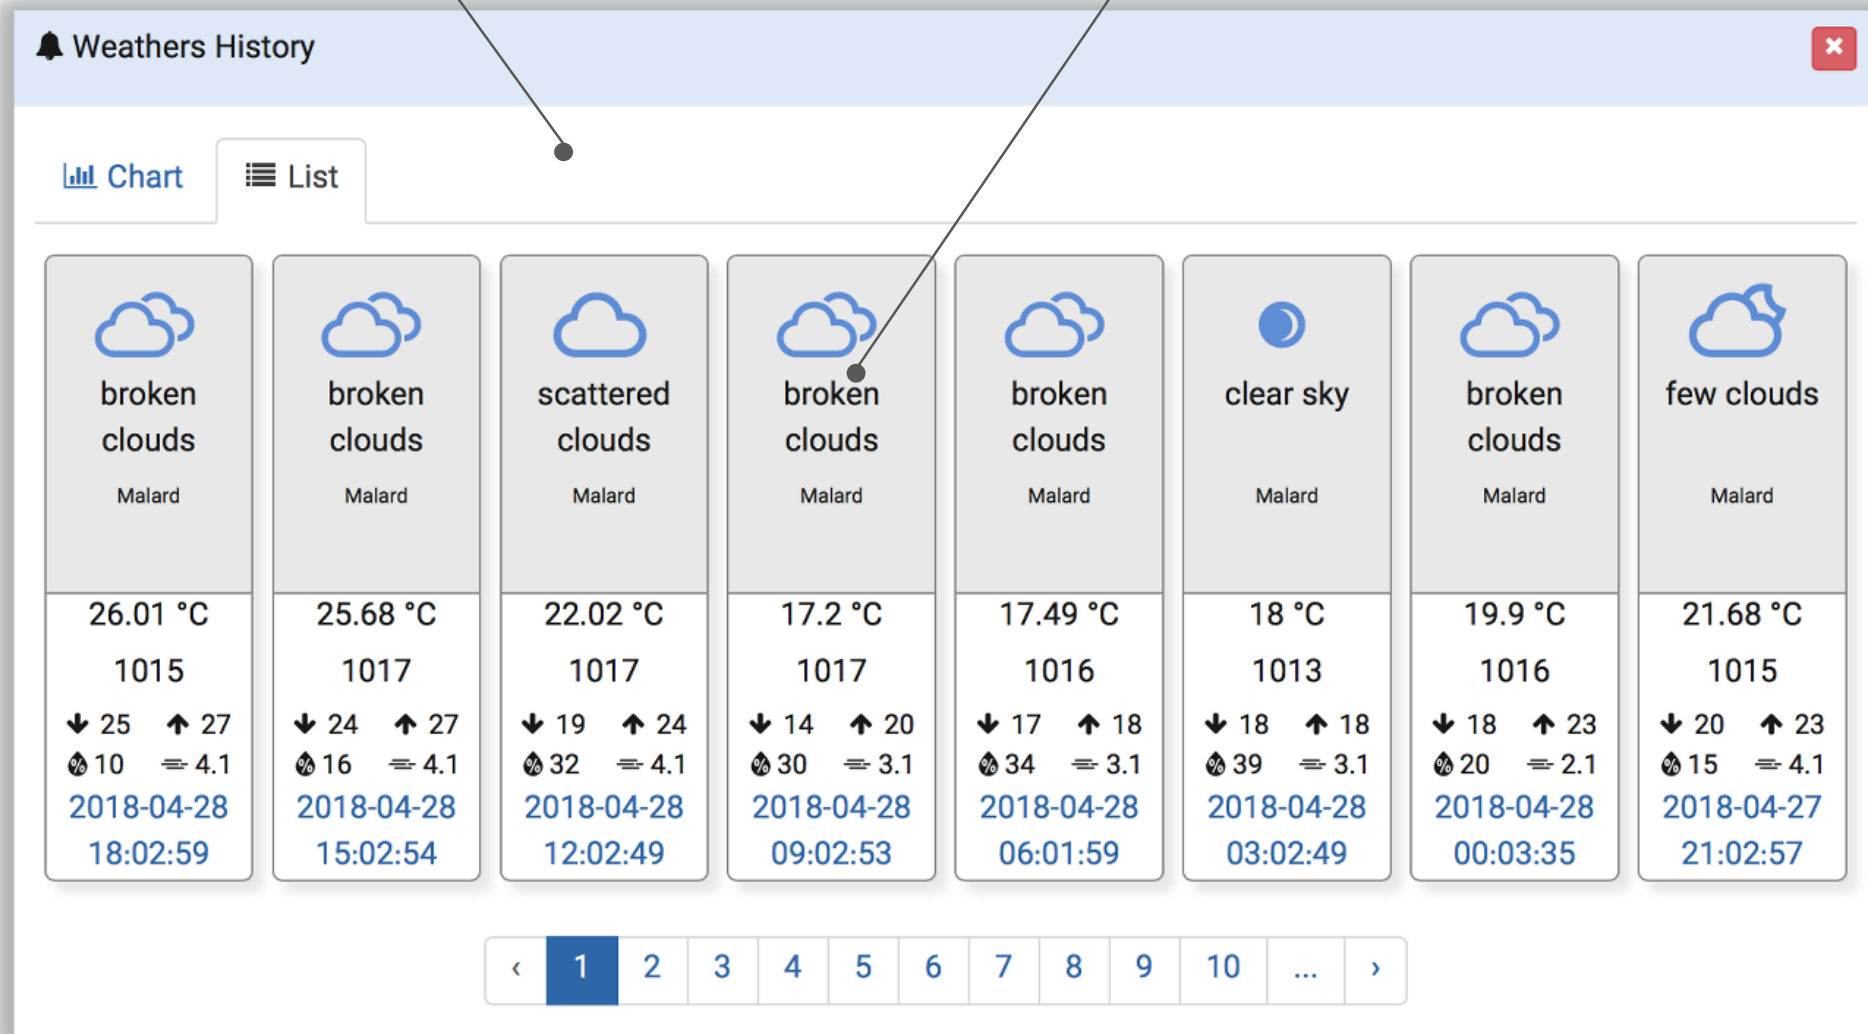 Weathers History
Chart List
broken clouds
Malard
26.01 °C
1015
25 27
10 4.1
2018-04-28
18:02:59
broken clouds
Malard
25.68 °C
1017
24 27
16 4.1
2018-04-28
15:02:54
scattered clouds
Malard
22.02 °C
1017
19 24
32 4.1
2018-04-28
12:02:49
broken clouds
Malard
17.2 °C
1017
14 20
30 3.1
2018-04-28
09:02:53
broken clouds
Malard
17.49 °C
1016
17 18
34 3.1
2018-04-28
06:01:59
clear sky
Malard
18 °C
1013
18 18
39 3.1
2018-04-28
03:02:49
broken clouds
Malard
19.9 °C
1016
18 23
20 2.1
2018-04-28
00:03:35
few clouds
Malard
21.68 °C
1015
20 23
15 4.1
2018-04-27
21:02:57
‹ 1 2 3 4 5 6 7 8 9 10 ... ›